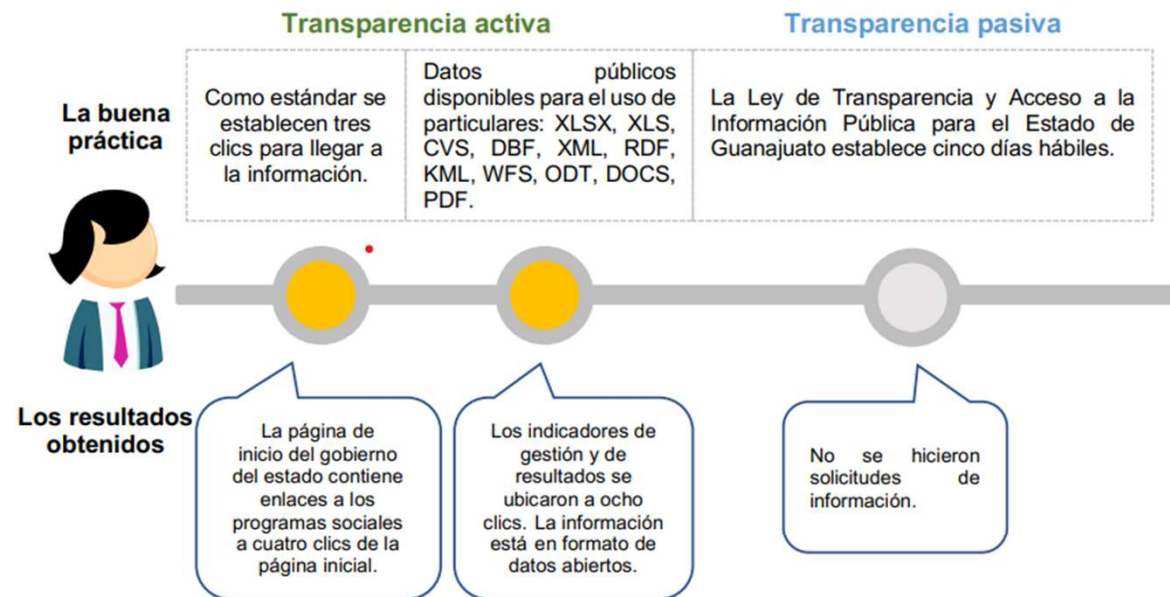 Transparencia activa
Transparencia pasiva
La buena
práctica
Como estándar se
establecen tres
clics para llegar a
la información.
Datos públicos
disponibles para el uso de
particulares: XLSX, XLS,
CVS, DBF, XML, RDF,
KML, WFS, ODT, DOCS,
PDF.
La Ley de Transparencia y Acceso a la
Información Pública para el Estado de
Guanajuato establece cinco días hábiles.
Los resultados
obtenidos
La página de
inicio del gobierno
del estado contiene
enlaces a los
programas sociales
a cuatro clics de la
página inicial.
Los indicadores de
gestión y de
resultados se
ubicaron a ocho
clics. La información
está en formato de
datos abiertos.
No se hicieron
solicitudes de
información.